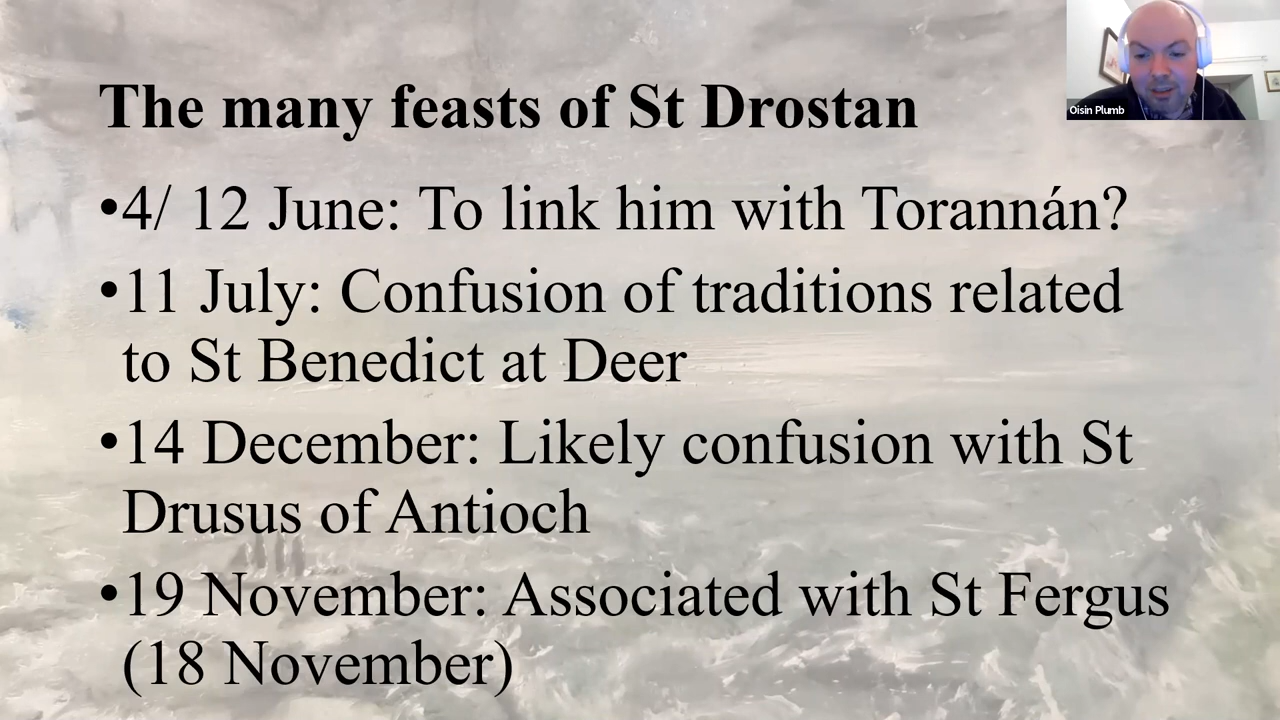 The many feasts of St Drostan
Oisin Plumb
•4/ 12 June: To link him with Torannán?
•11 July: Confusion of traditions related
to St Benedict at Deer
•14 December: Likely confusion with St
Drusus of Antioch
•19 November: Associated with St Fergus
(18 November)